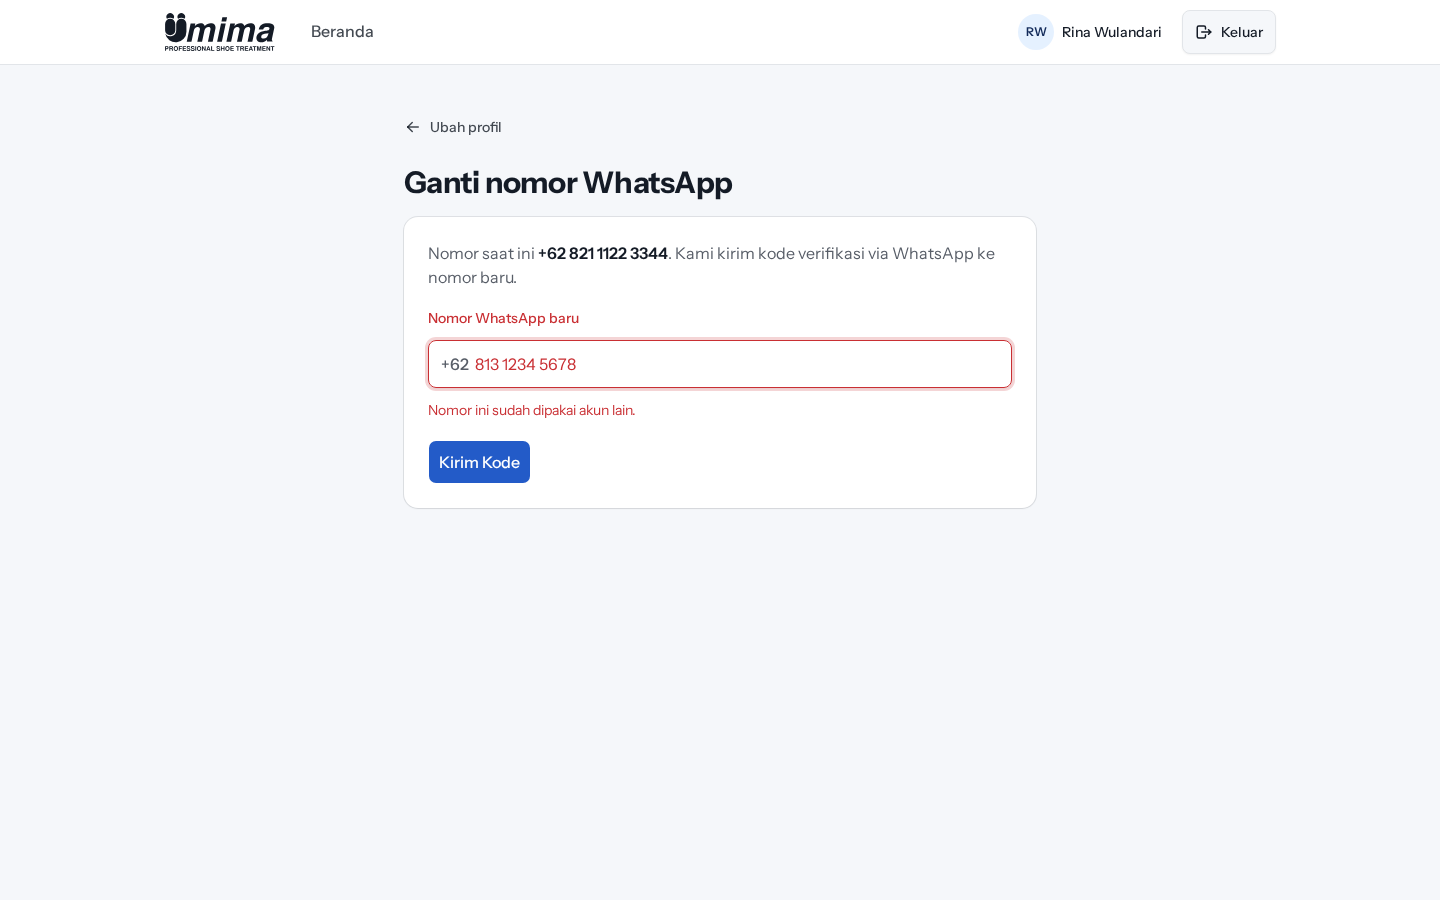 Ümima
PROFESSIONAL SHOE TREATMENT
Beranda
RW
Rina Wulandari
Keluar
Ubah profil
Ganti nomor WhatsApp
Nomor saat ini +62 821 1122 3344. Kami kirim kode verifikasi via WhatsApp ke
nomor baru.
Nomor WhatsApp baru
+62 813 1234 5678
Nomor ini sudah dipakai akun lain.
Kirim Kode